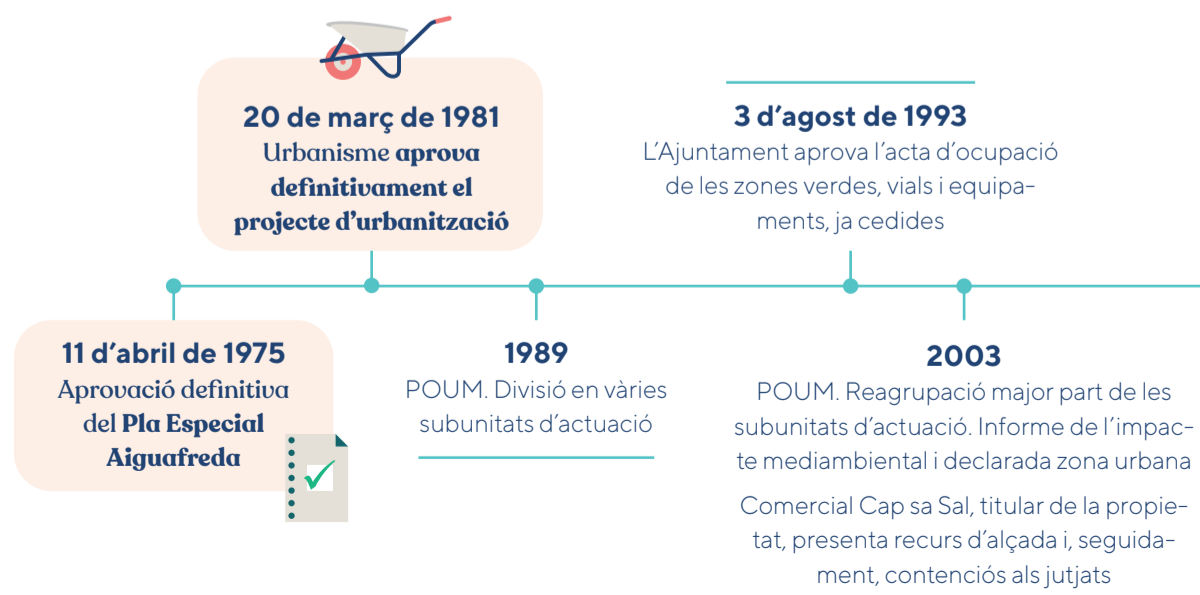 20 de març de 1981
Urbanisme aprova
definitivament el
projecte d'urbanització
3 d'agost de 1993
L'Ajuntament aprova l'acta d'ocupació
de les zones verdes, vials i equipa-
ments, ja cedides
11 d'abril de 1975
Aprovació definitiva
del Pla Especial
Aiguafreda
1989
POUM. Divisió en vàries
subunitats d'actuació
2003
POUM. Reagrupació major part de les
subunitats d'actuació. Informe de l'impac-
te mediambiental i declarada zona urbana
Comercial Cap sa Sal, titular de la propie-
tat, presenta recurs d'alçada i, seguida-
ment, contenciós als jutjats